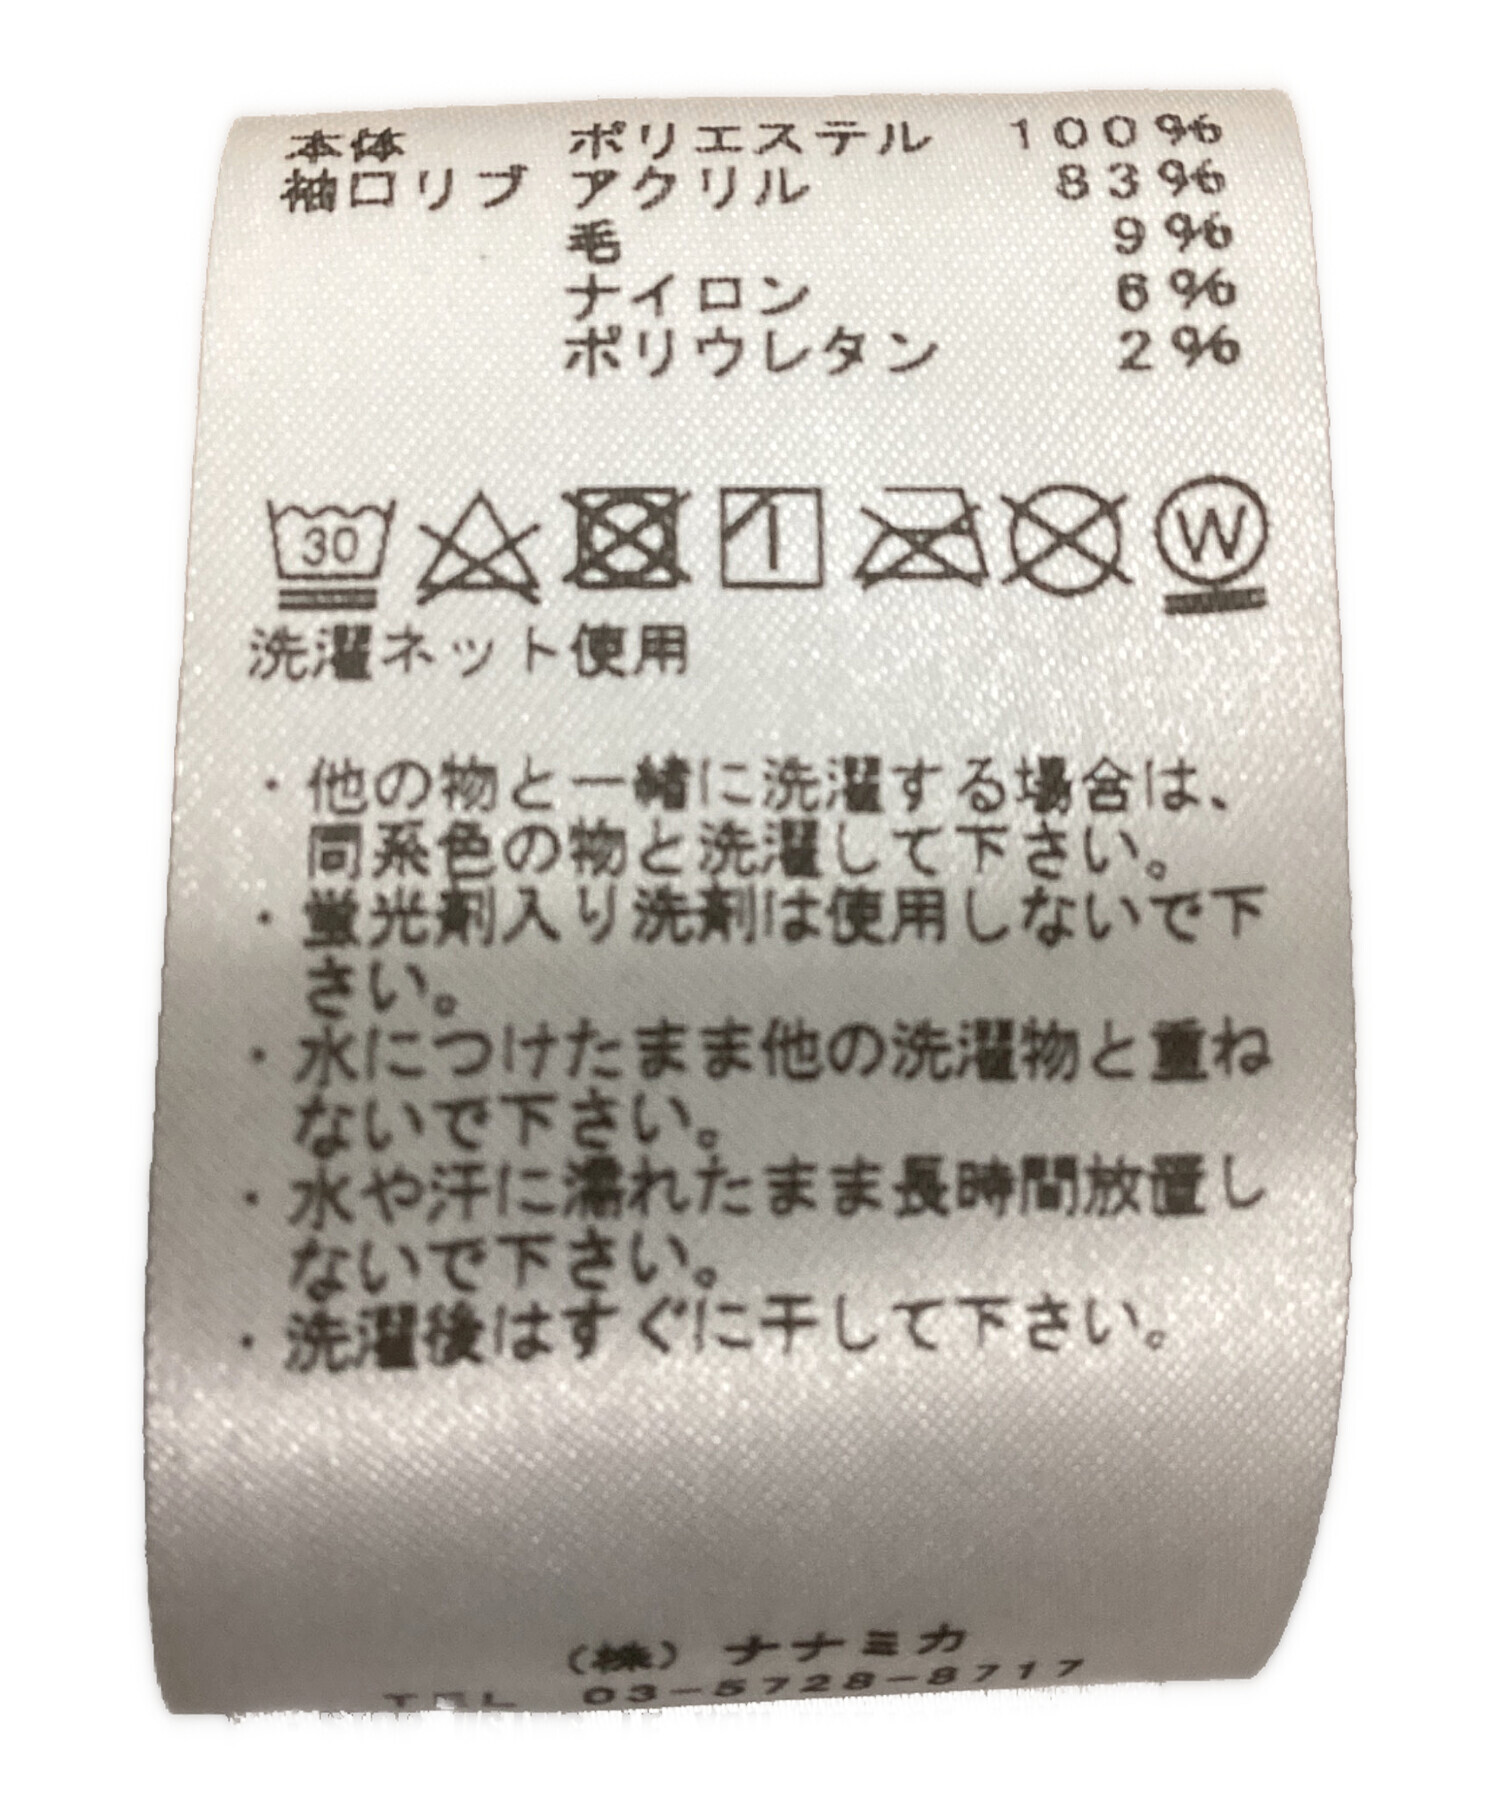 本体 ポリエステル 100%
袖口リブ アクリル 83%
毛 9%
ナイロン 6%
ポリウレタン 2%
30 W
洗濯ネット使用
・他の物と一緒に洗濯する場合は、
同系色の物と洗濯して下さい。
・蛍光剤入り洗剤は使用しないで下
さい。
・水につけたまま他の洗濯物と重ね
ないで下さい。
・水や汗に濡れたまま長時間放置し
ないで下さい。
・洗濯後はすぐに干して下さい。
(株) ナナミカ
TEL 03-5728-8717